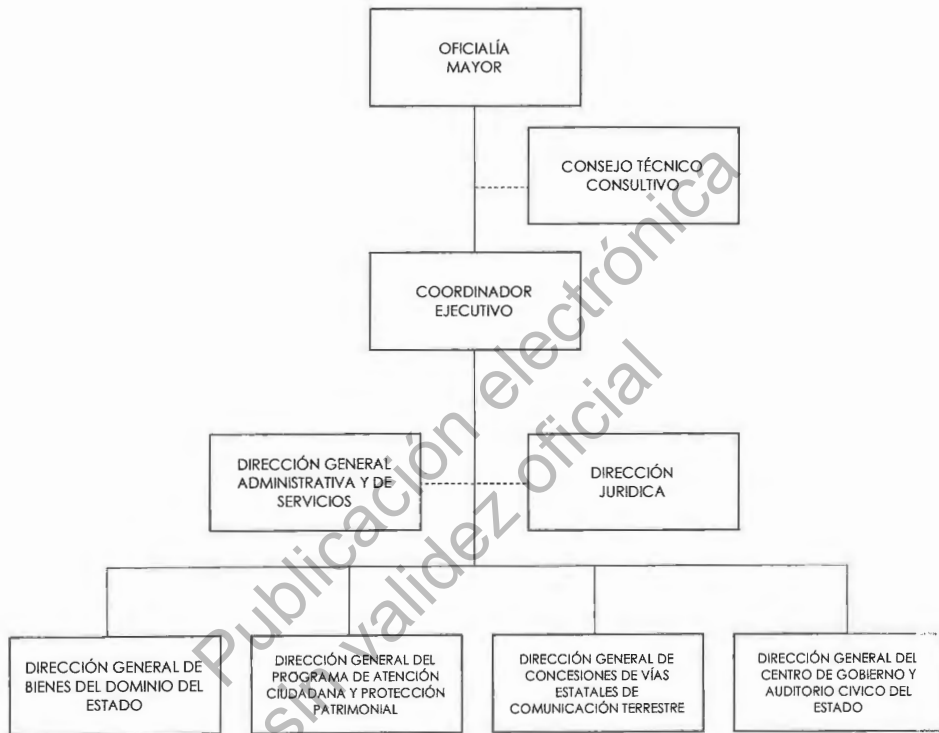 OFICIALÍA
MAYOR
CONSEJO TÉCNICO
CONSULTIVO
COORDINADOR
EJECUTIVO
DIRECCIÓN GENERAL
ADMINISTRATIVA Y DE
SERVICIOS
DIRECCIÓN
JURIDICA
DIRECCIÓN GENERAL DE
BIENES DEL DOMINIO DEL
ESTADO
DIRECCIÓN GENERAL DEL
PROGRAMA DE ATENCIÓN
CIUDADANA Y PROTECCIÓN
PATRIMONIAL
DIRECCIÓN GENERAL DE
CONCESIONES DE VÍAS
ESTATALES DE
COMUNICACIÓN TERRESTRE
DIRECCIÓN GENERAL DEL
CENTRO DE GOBIERNO Y
AUDITORIO CIVICO DEL
ESTADO
Publicación electrónica
sin validez oficial